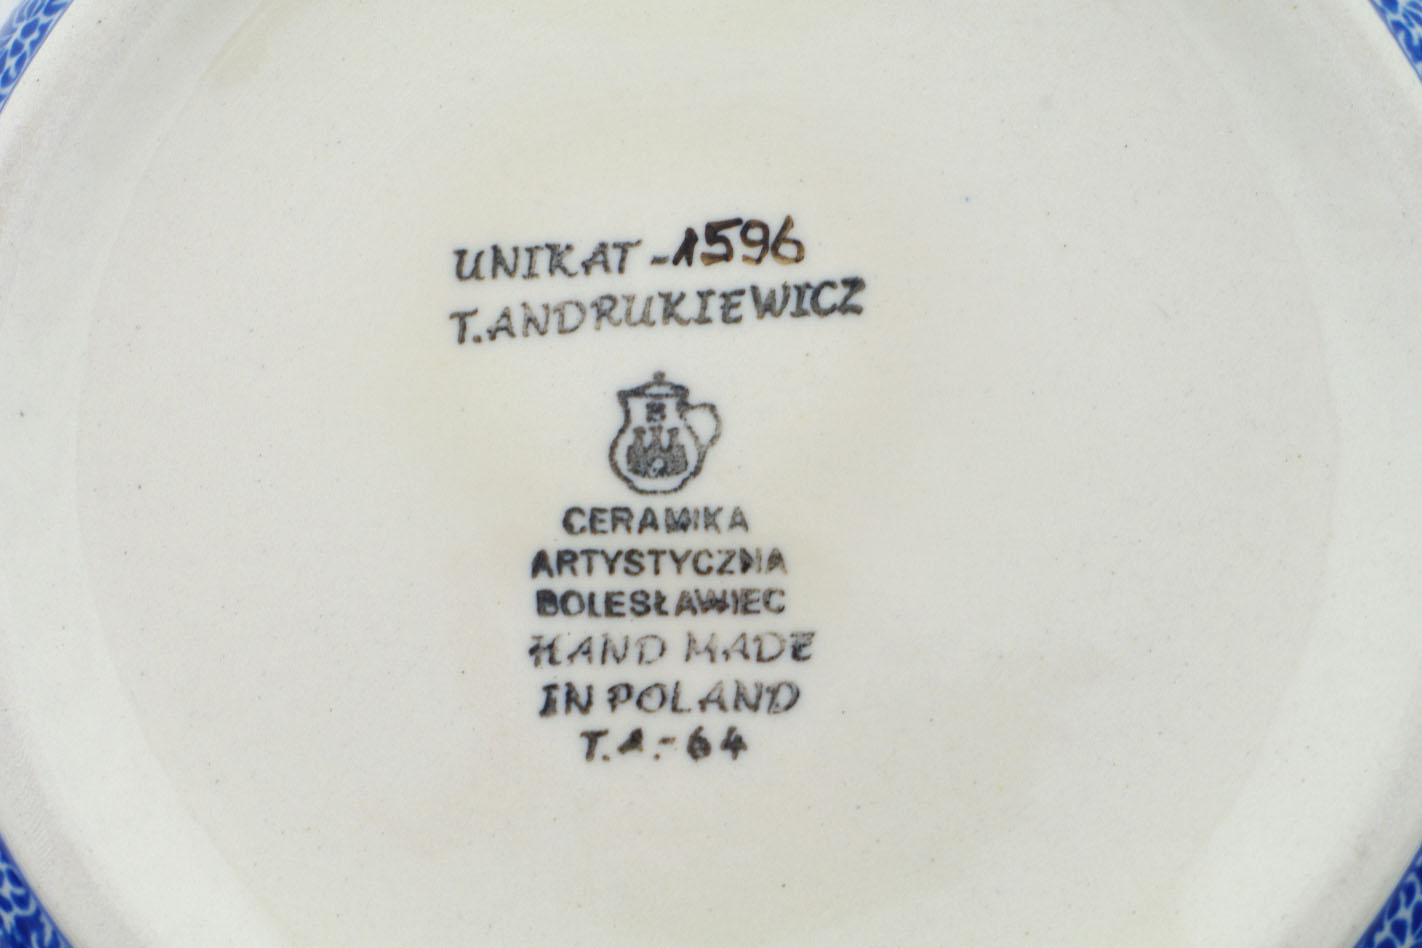 UNIKAT-1596
T.ANDRUKIEWICZ
B
CERAMIKA
ARTYSTYCZNA
BOLESŁAWIEC
HAND MADE
IN POLAND
T.A.-64